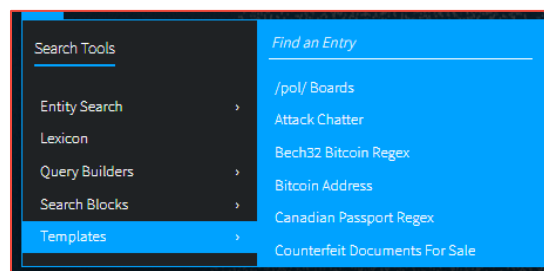 Search Tools
Entity Search
Lexicon
Query Builders
Search Blocks
Templates
Find an Entry
/pol/ Boards
Attack Chatter
Bech32 Bitcoin Regex
Bitcoin Address
Canadian Passport Regex
Counterfeit Documents For Sale